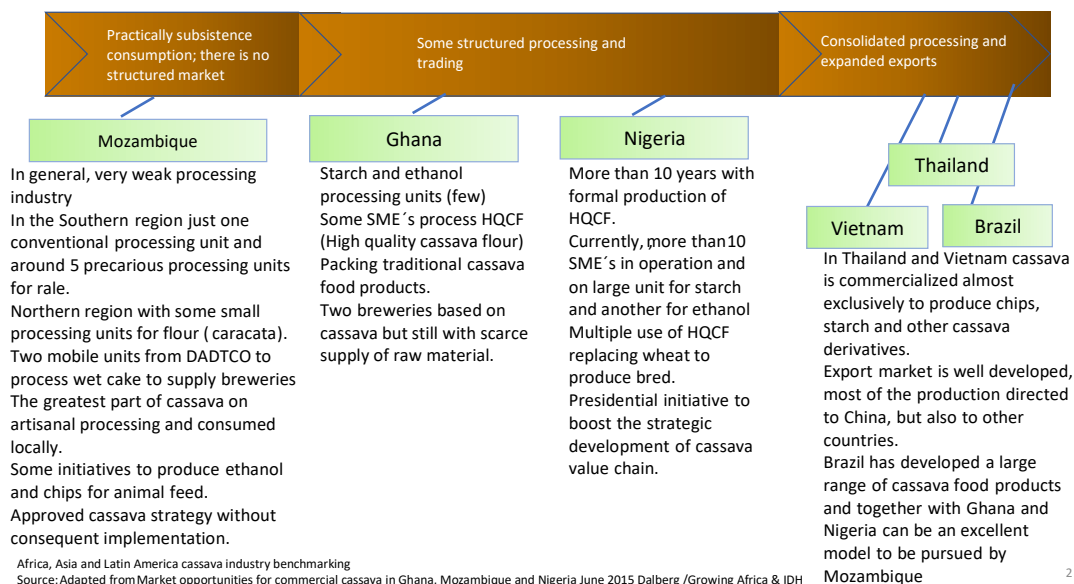 Practically subsistence
consumption; there is no
structured market
Some structured processing and
trading
Consolidated processing and
expanded exports
Mozambique
In general, very weak processing
industry
In the Southern region just one
conventional processing unit and
around 5 precarious processing units
for rale.
Northern region with some small
processing units for flour ( caracata).
Two mobile units from DADTCO to
process wet cake to supply breweries
The greatest part of cassava on
artisanal processing and consumed
locally.
Some initiatives to produce ethanol
and chips for animal feed.
Approved cassava strategy without
consequent implementation.
Ghana
Starch and ethanol
processing units (few)
Some SME´s process HQCF
(High quality cassava flour)
Packing traditional cassava
food products.
Two breweries based on
cassava but still with scarce
supply of raw material.
Nigeria
More than 10 years with
formal production of
HQCF.
Currently, more than 10
SME´s in operation and
on large unit for starch
and another for ethanol
Multiple use of HQCF
replacing wheat to
produce bred.
Presidential initiative to
boost the strategic
development of cassava
value chain.
Thailand
Vietnam
Brazil
In Thailand and Vietnam cassava
is commercialized almost
exclusively to produce chips,
starch and other cassava
derivatives.
Export market is well developed,
most of the production directed
to China, but also to other
countries.
Brazil has developed a large
range of cassava food products
and together with Ghana and
Nigeria can be an excellent
model to be pursued by
Mozambique
Africa, Asia and Latin America cassava industry benchmarking
Source: Adapted from Market opportunities for commercial cassava in Ghana, Mozambique and Nigeria June 2015 Dalberg /Growing Africa & IDH
2